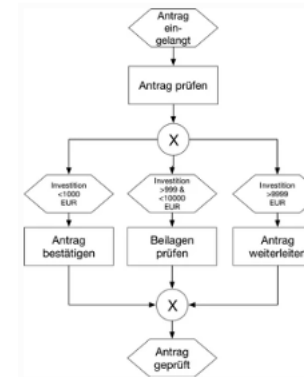 Antrag
ein-
gelangt
Antrag prüfen
X
Investition
<1000
EUR
Investition
>999 &
<10000
EUR
Investition
>9999
EUR
Antrag
bestätigen
Beilagen
prüfen
Antrag
weiterleiten
X
Antrag
geprüft